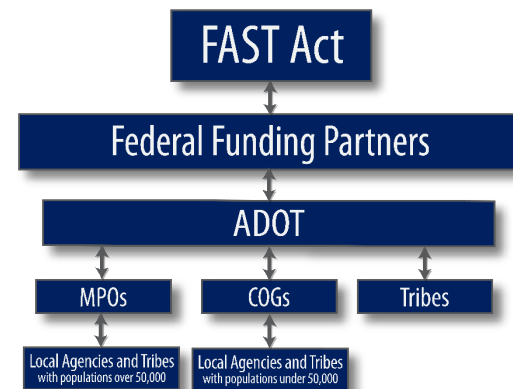 FAST Act
Federal Funding Partners
ADOT
MPOs
COGs
Tribes
Local Agencies and Tribes
with populations over 50,000
Local Agencies and Tribes
with populations under 50,000